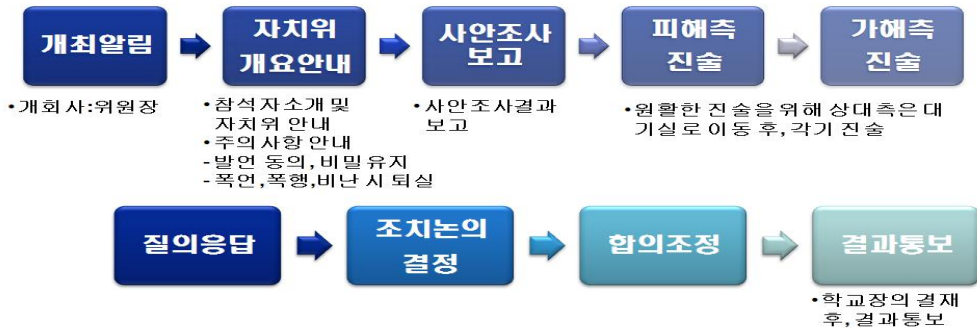 개최알림
자치위
개요안내
사안조사
보고
피해측
진술
가해측
진술
•개회사:위원장
•참석자소개 및
자치위 안내
•주의사항 안내
-발언 동의,비밀유지
-폭언,폭행,비난 시 퇴실
•사안조사결과
보고
•원활한 진술을 위해 상대측은 대
기실로 이동 후,각기 진술
질의응답
조치논의
결정
합의조정
결과통보
•학교장의 결재
후,결과통보